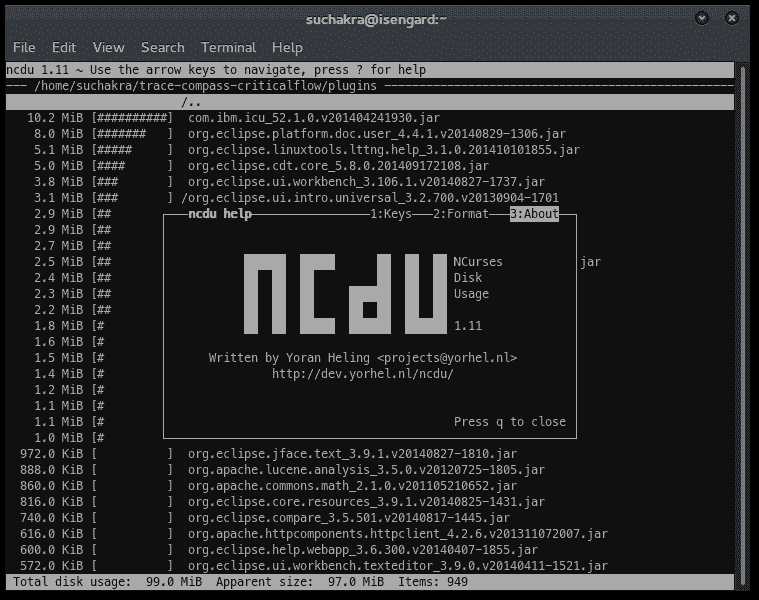 suchakra@isengard:~
File Edit View Search Terminal Help
ncdu 1.11 ~ Use the arrow keys to navigate, press ? for help
--- /home/suchakra/trace-compass-criticalflow/plugins ---
/..
10.2 MiB [##########] com.ibm.icu_52.1.0.v201404241930.jar
8.0 MiB [####### ] org.eclipse.platform.doc.user_4.4.1.v20140829-1306.jar
5.1 MiB [##### ] org.eclipse.linuxtools.lttng.help_3.1.0.201410101855.jar
5.0 MiB [#### ] org.eclipse.cdt.core_5.8.0.201409172108.jar
3.8 MiB [### ] org.eclipse.ui.workbench_3.106.1.v20140827-1737.jar
3.1 MiB [### ] /org.eclipse.ui.intro.universal_3.2.700.v20130904-1701
2.9 MiB [##
ncdu help 1:Keys 2:Format 3:About
2.9 MiB [##
2.7 MiB [##
2.5 MiB [## jar
2.4 MiB [##
2.3 MiB [##
2.2 MiB [##
1.8 MiB [#
1.6 MiB [#
1.5 MiB [#
1.4 MiB [#
1.2 MiB [#
1.1 MiB [#
1.1 MiB [#
1.0 MiB [#
ncdu
NCurses
Disk
Usage
1.11
Written by Yoran Heling <projects@yorhel.nl>
http://dev.yorhel.nl/ncdu/
Press q to close
972.0 KiB [ ] org.eclipse.jface.text_3.9.1.v20140827-1810.jar
888.0 KiB [ ] org.apache.lucene.analysis_3.5.0.v20120725-1805.jar
860.0 KiB [ ] org.apache.commons.math_2.1.0.v201105210652.jar
816.0 KiB [ ] org.eclipse.core.resources_3.9.1.v20140825-1431.jar
740.0 KiB [ ] org.eclipse.compare_3.5.501.v20140817-1445.jar
616.0 KiB [ ] org.apache.httpcomponents.httpclient_4.2.6.v201311072007.jar
600.0 KiB [ ] org.eclipse.help.webapp_3.6.300.v20140407-1855.jar
572.0 KiB [ ] org.eclipse.ui.workbench.texteditor_3.9.0.v20140411-1521.jar
Total disk usage: 99.0 MiB Apparent size: 97.0 MiB Items: 949